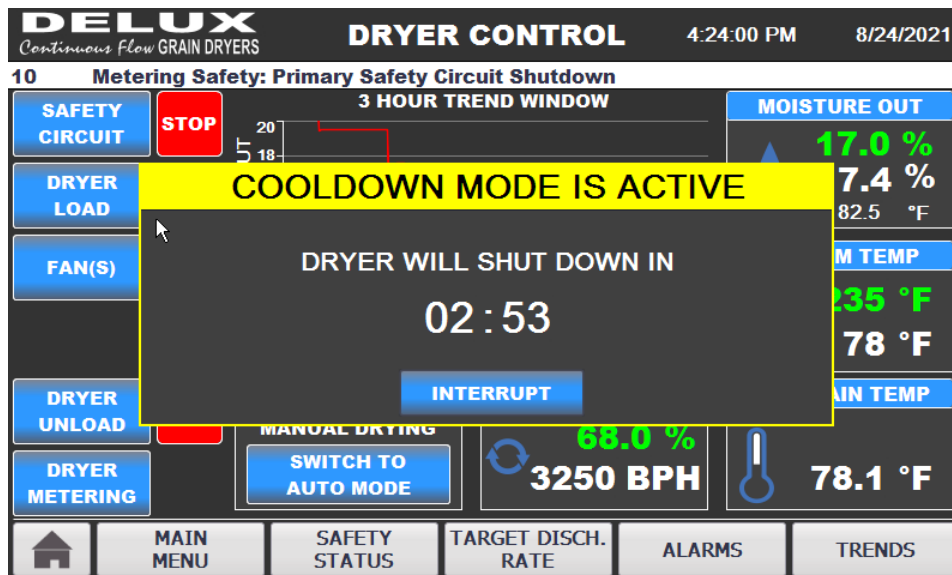 DELUX
Continuous Flow GRAIN DRYERS
DRYER CONTROL
4:24:00 PM
8/24/2021
10 Metering Safety: Primary Safety Circuit Shutdown
SAFETY
CIRCUIT
STOP
3 HOUR TREND WINDOW
20
18
UT
MOISTURE OUT
17.0 %
7.4 %
82.5 °F
DRYER
LOAD
COOLDOWN MODE IS ACTIVE
DRYER WILL SHUT DOWN IN
02:53
INTERRUPT
FAN(S)
M TEMP
235 °F
78 °F
DRYER
UNLOAD
MANUAL DRYING
SWITCH TO
AUTO MODE
68.0 %
3250 BPH
AIN TEMP
78.1 °F
DRYER
METERING
MAIN
MENU
SAFETY
STATUS
TARGET DISCH.
RATE
ALARMS
TRENDS